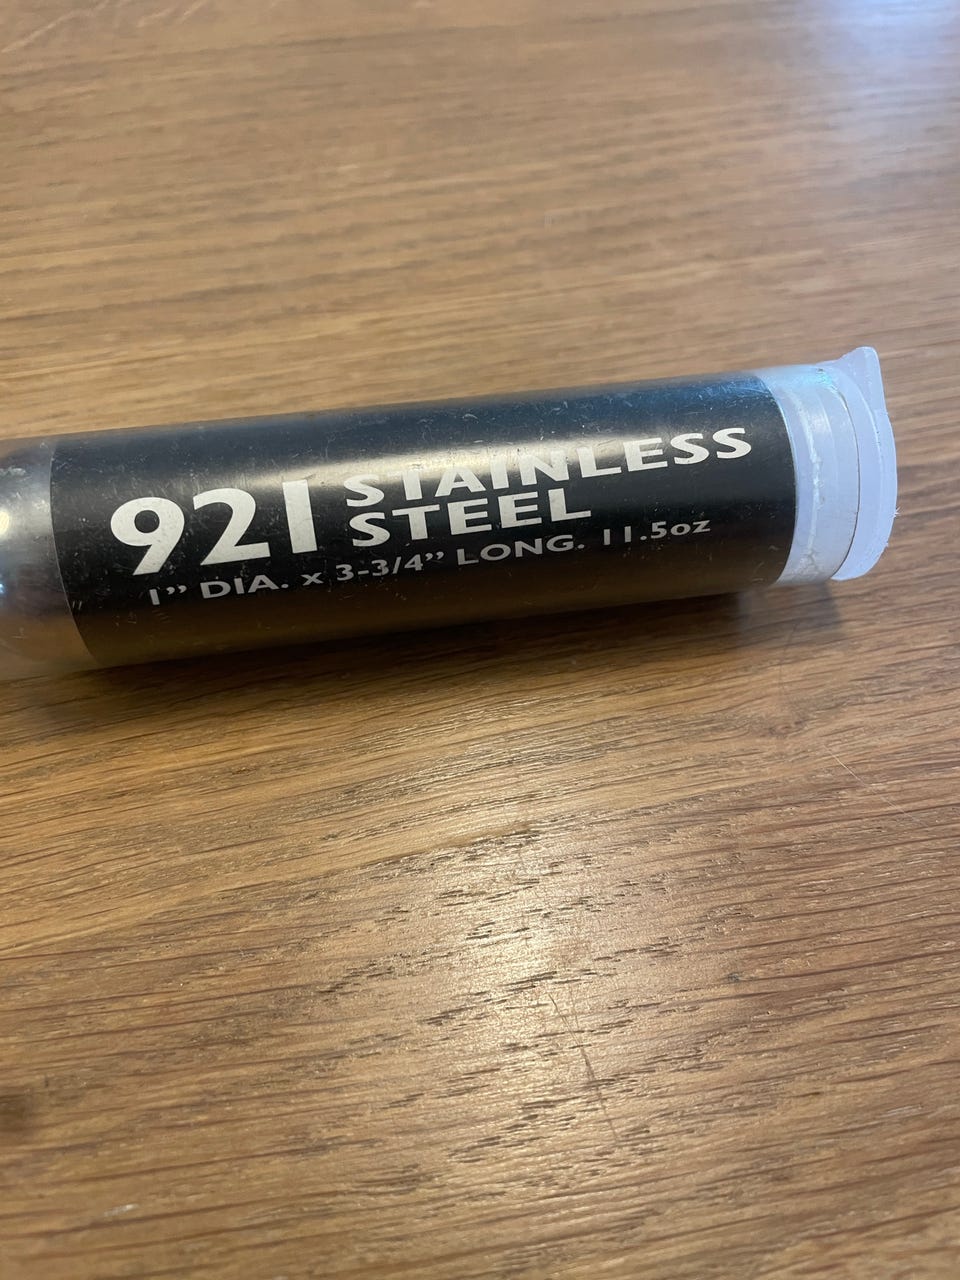 921 STAINLESS
STEEL
1” DIA. x 3-3/4” LONG. 11.5oz